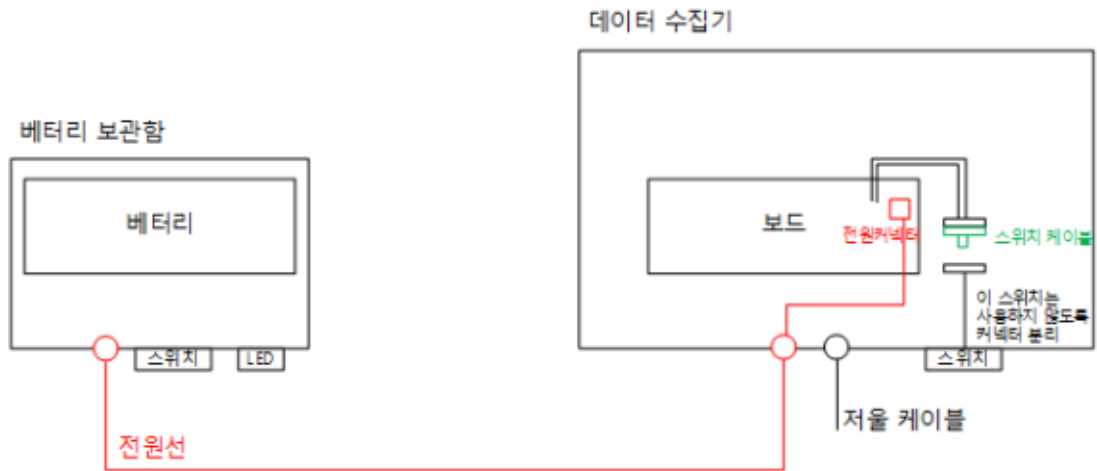 데이터 수집기
베터리 보관함
베터리
보드
전원커넥터
스위치 케이블
이 스위치는
사용하지 않도록
커넥터 분리
스위치
LED
스위치
저울 케이블
전원선